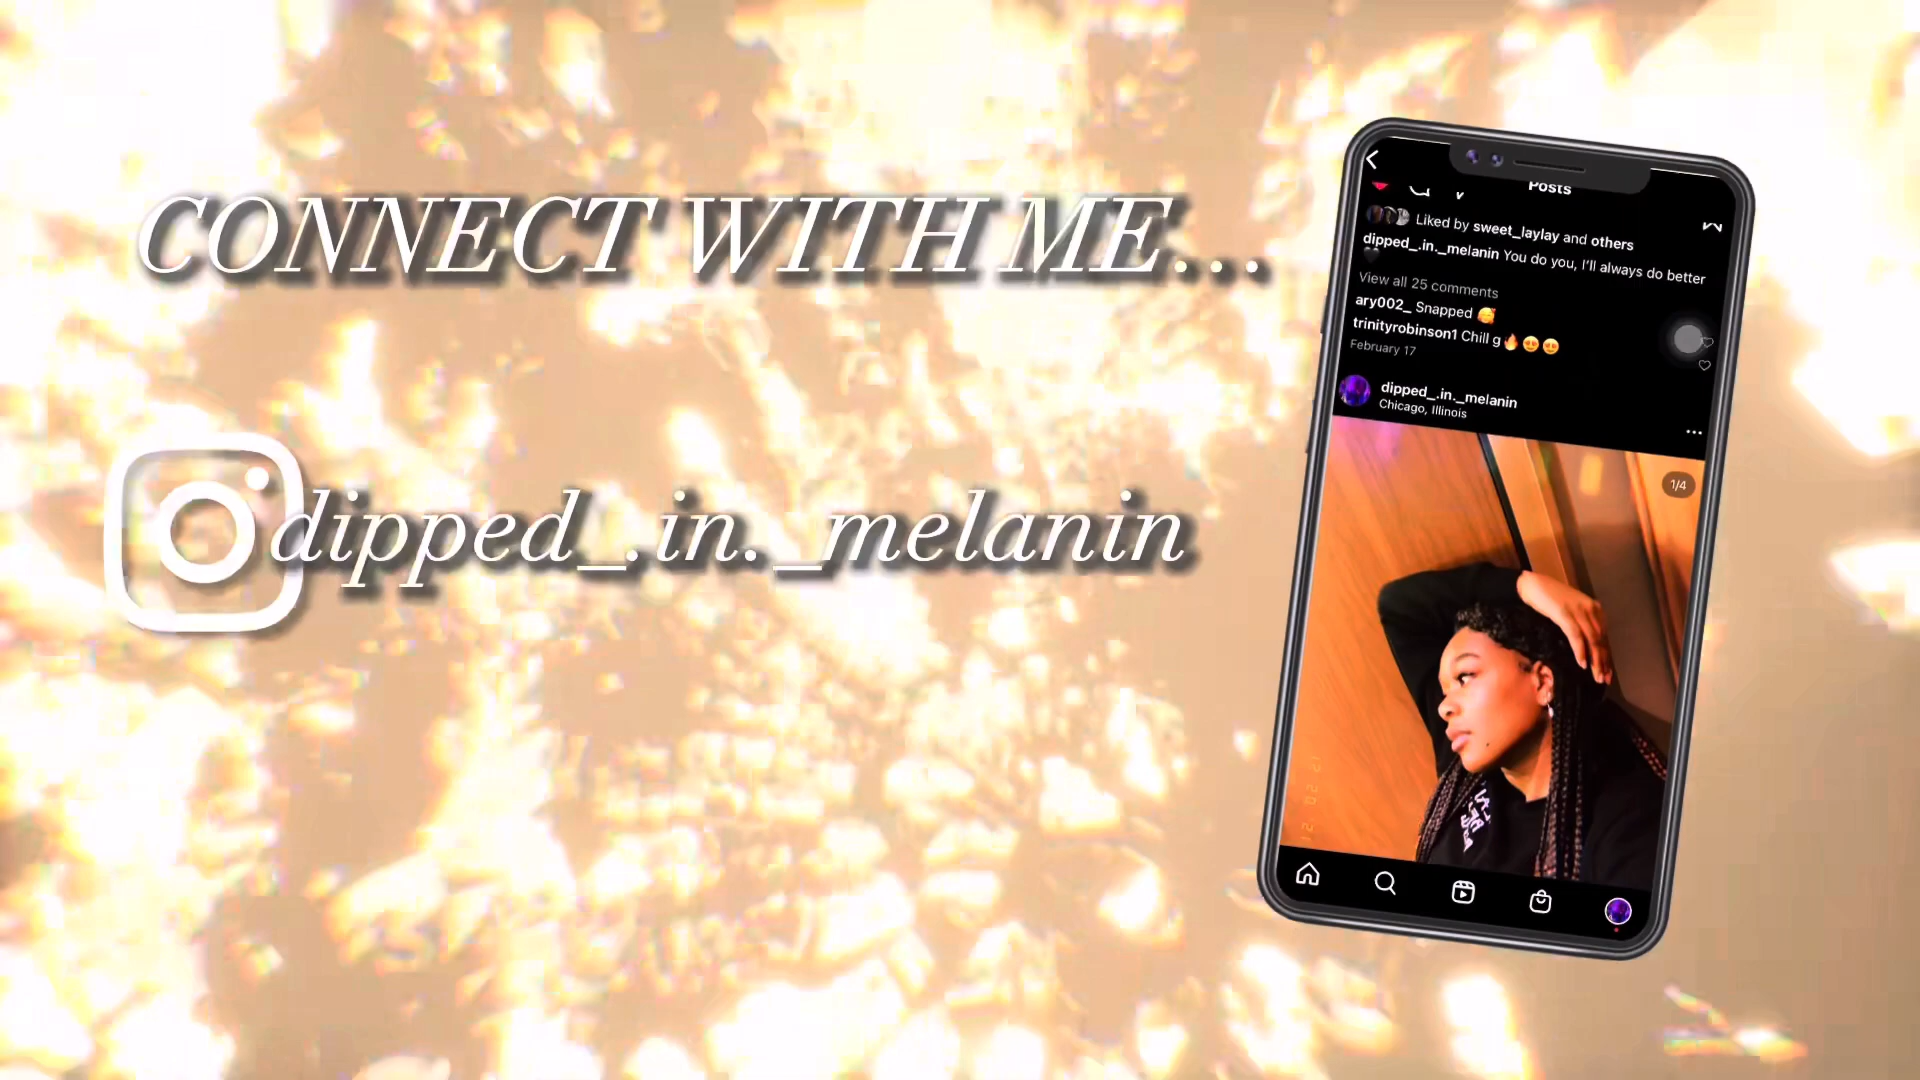 CONNECT WITH ME...
dipped_.in._melanin
Posts
Liked by sweet_laylay and others
dipped_.in._melanin You do you, I'll always do better
🖤
View all 25 comments
ary002_ Snapped 🥰
trinityrobinson1 Chill g🔥😍😍
February 17
dipped_.in._melanin
Chicago, Illinois
1/4